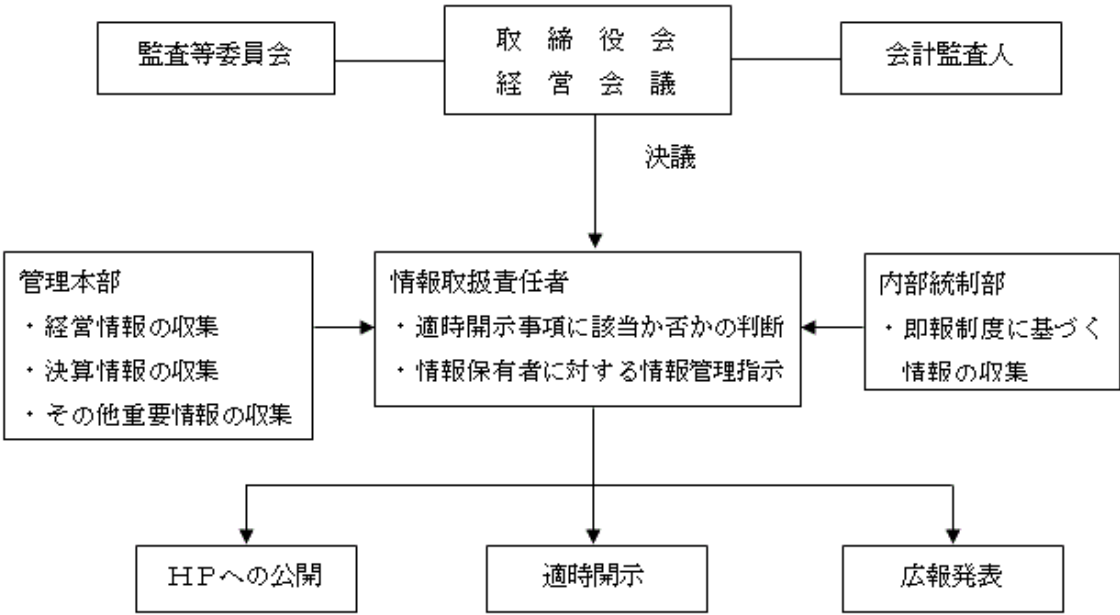 監査等委員会
取締役会
経営会議
会計監査人
決議
管理本部
・経営情報の収集
・決算情報の収集
・その他重要情報の収集
情報取扱責任者
・適時開示事項に該当か否かの判断
・情報保有者に対する情報管理指示
内部統制部
・即報制度に基づく
情報の収集
HPへの公開
適時開示
広報発表